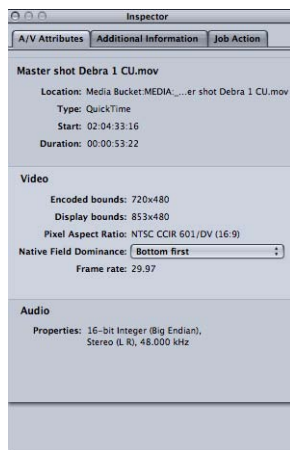 Inspector
A/V Attributes Additional Information Job Action
Master shot Debra 1 CU.mov
Location: Media Bucket:MEDIA:_...er shot Debra 1 CU.mov
Type: QuickTime
Start: 02:04:33:16
Duration: 00:00:53:22
Video
Encoded bounds: 720x480
Display bounds: 853x480
Pixel Aspect Ratio: NTSC CCIR 601/DV (16:9)
Native Field Dominance: Bottom first
Frame rate: 29.97
Audio
Properties: 16-bit Integer (Big Endian),
Stereo (L R), 48.000 kHz